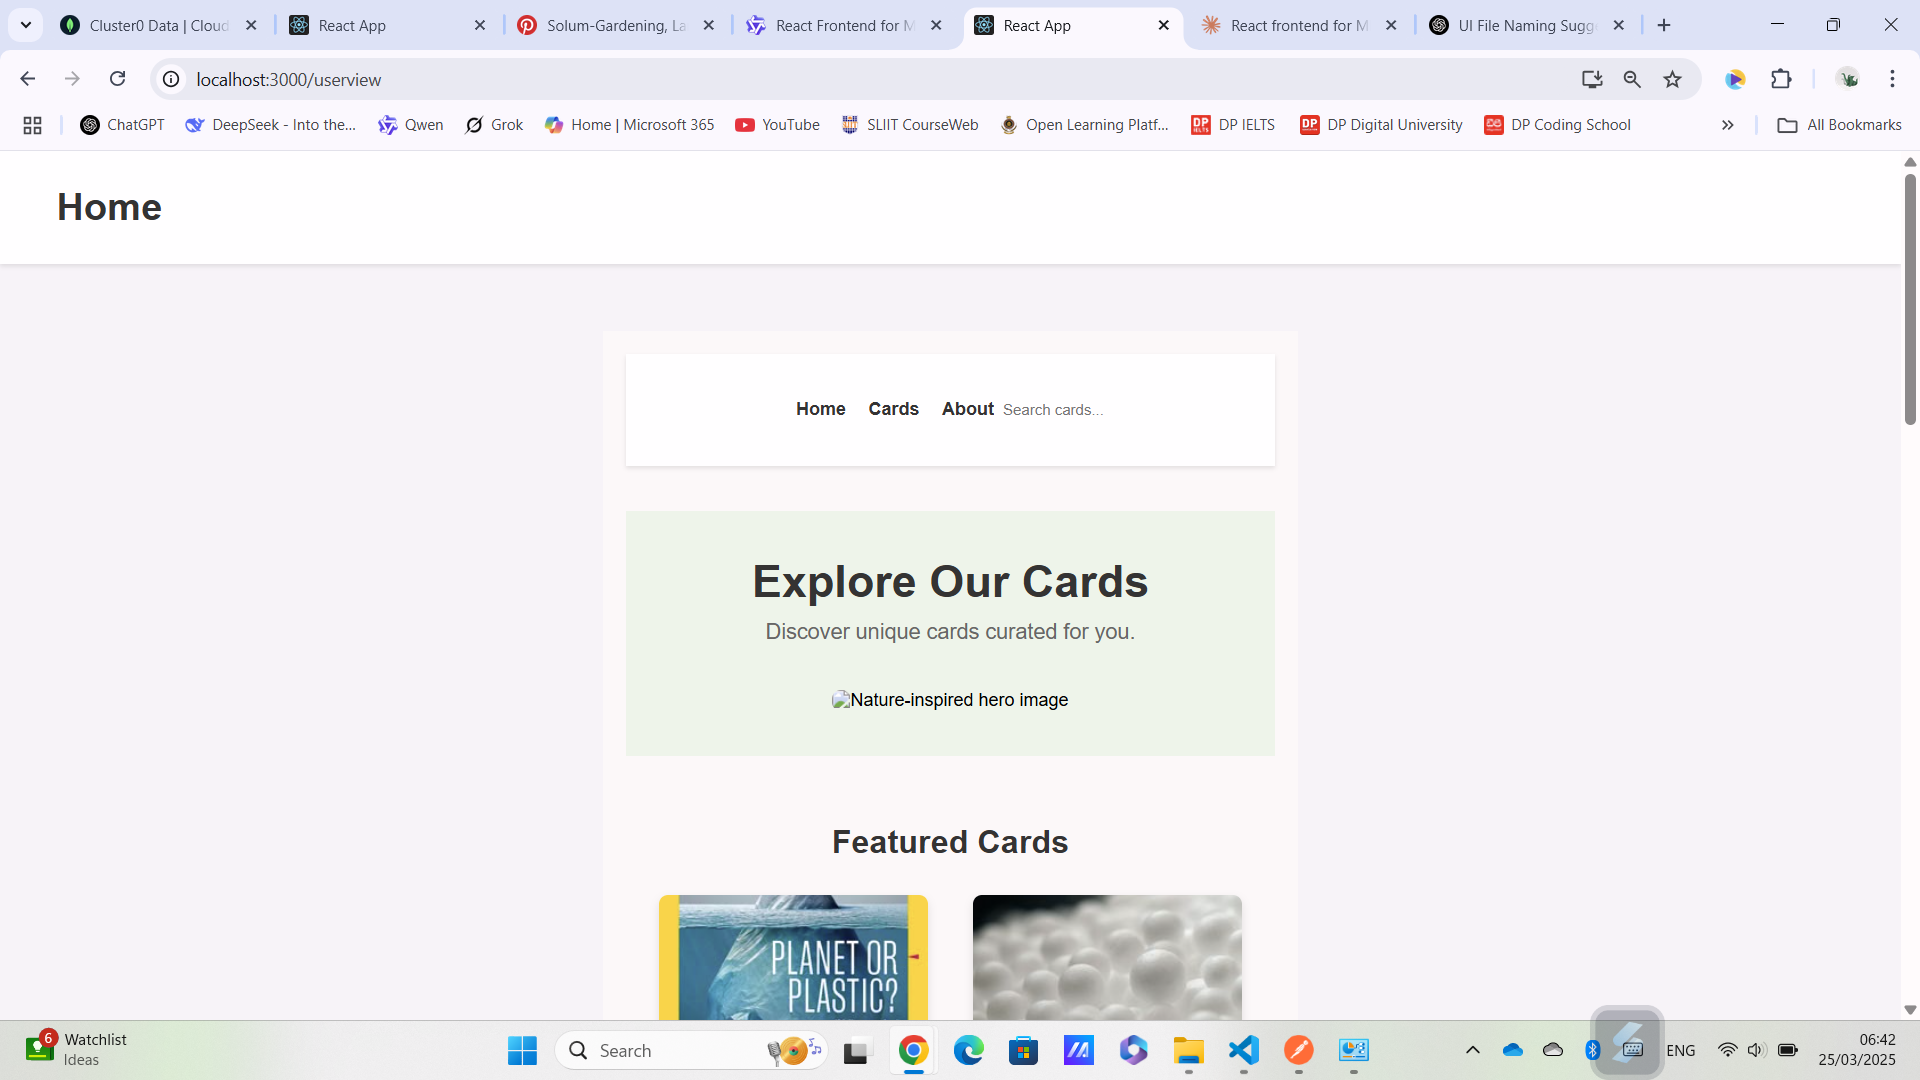 Cluster0 Data | Cloud
React App
Solum-Gardening, La
React Frontend for M
React App
React frontend for M
UI File Naming Sugge
localhost:3000/userview
ChatGPT
DeepSeek - Into the...
Qwen
Grok
Home | Microsoft 365
YouTube
SLIIT CourseWeb
Open Learning Platf...
DP IELTS
DP Digital University
DP Coding School
All Bookmarks
Home
Home Cards About Search cards...
Explore Our Cards
Discover unique cards curated for you.
Nature-inspired hero image
Featured Cards
PLANET OR
PLASTIC?
6
Watchlist
Ideas
Search
ENG
06:42
25/03/2025